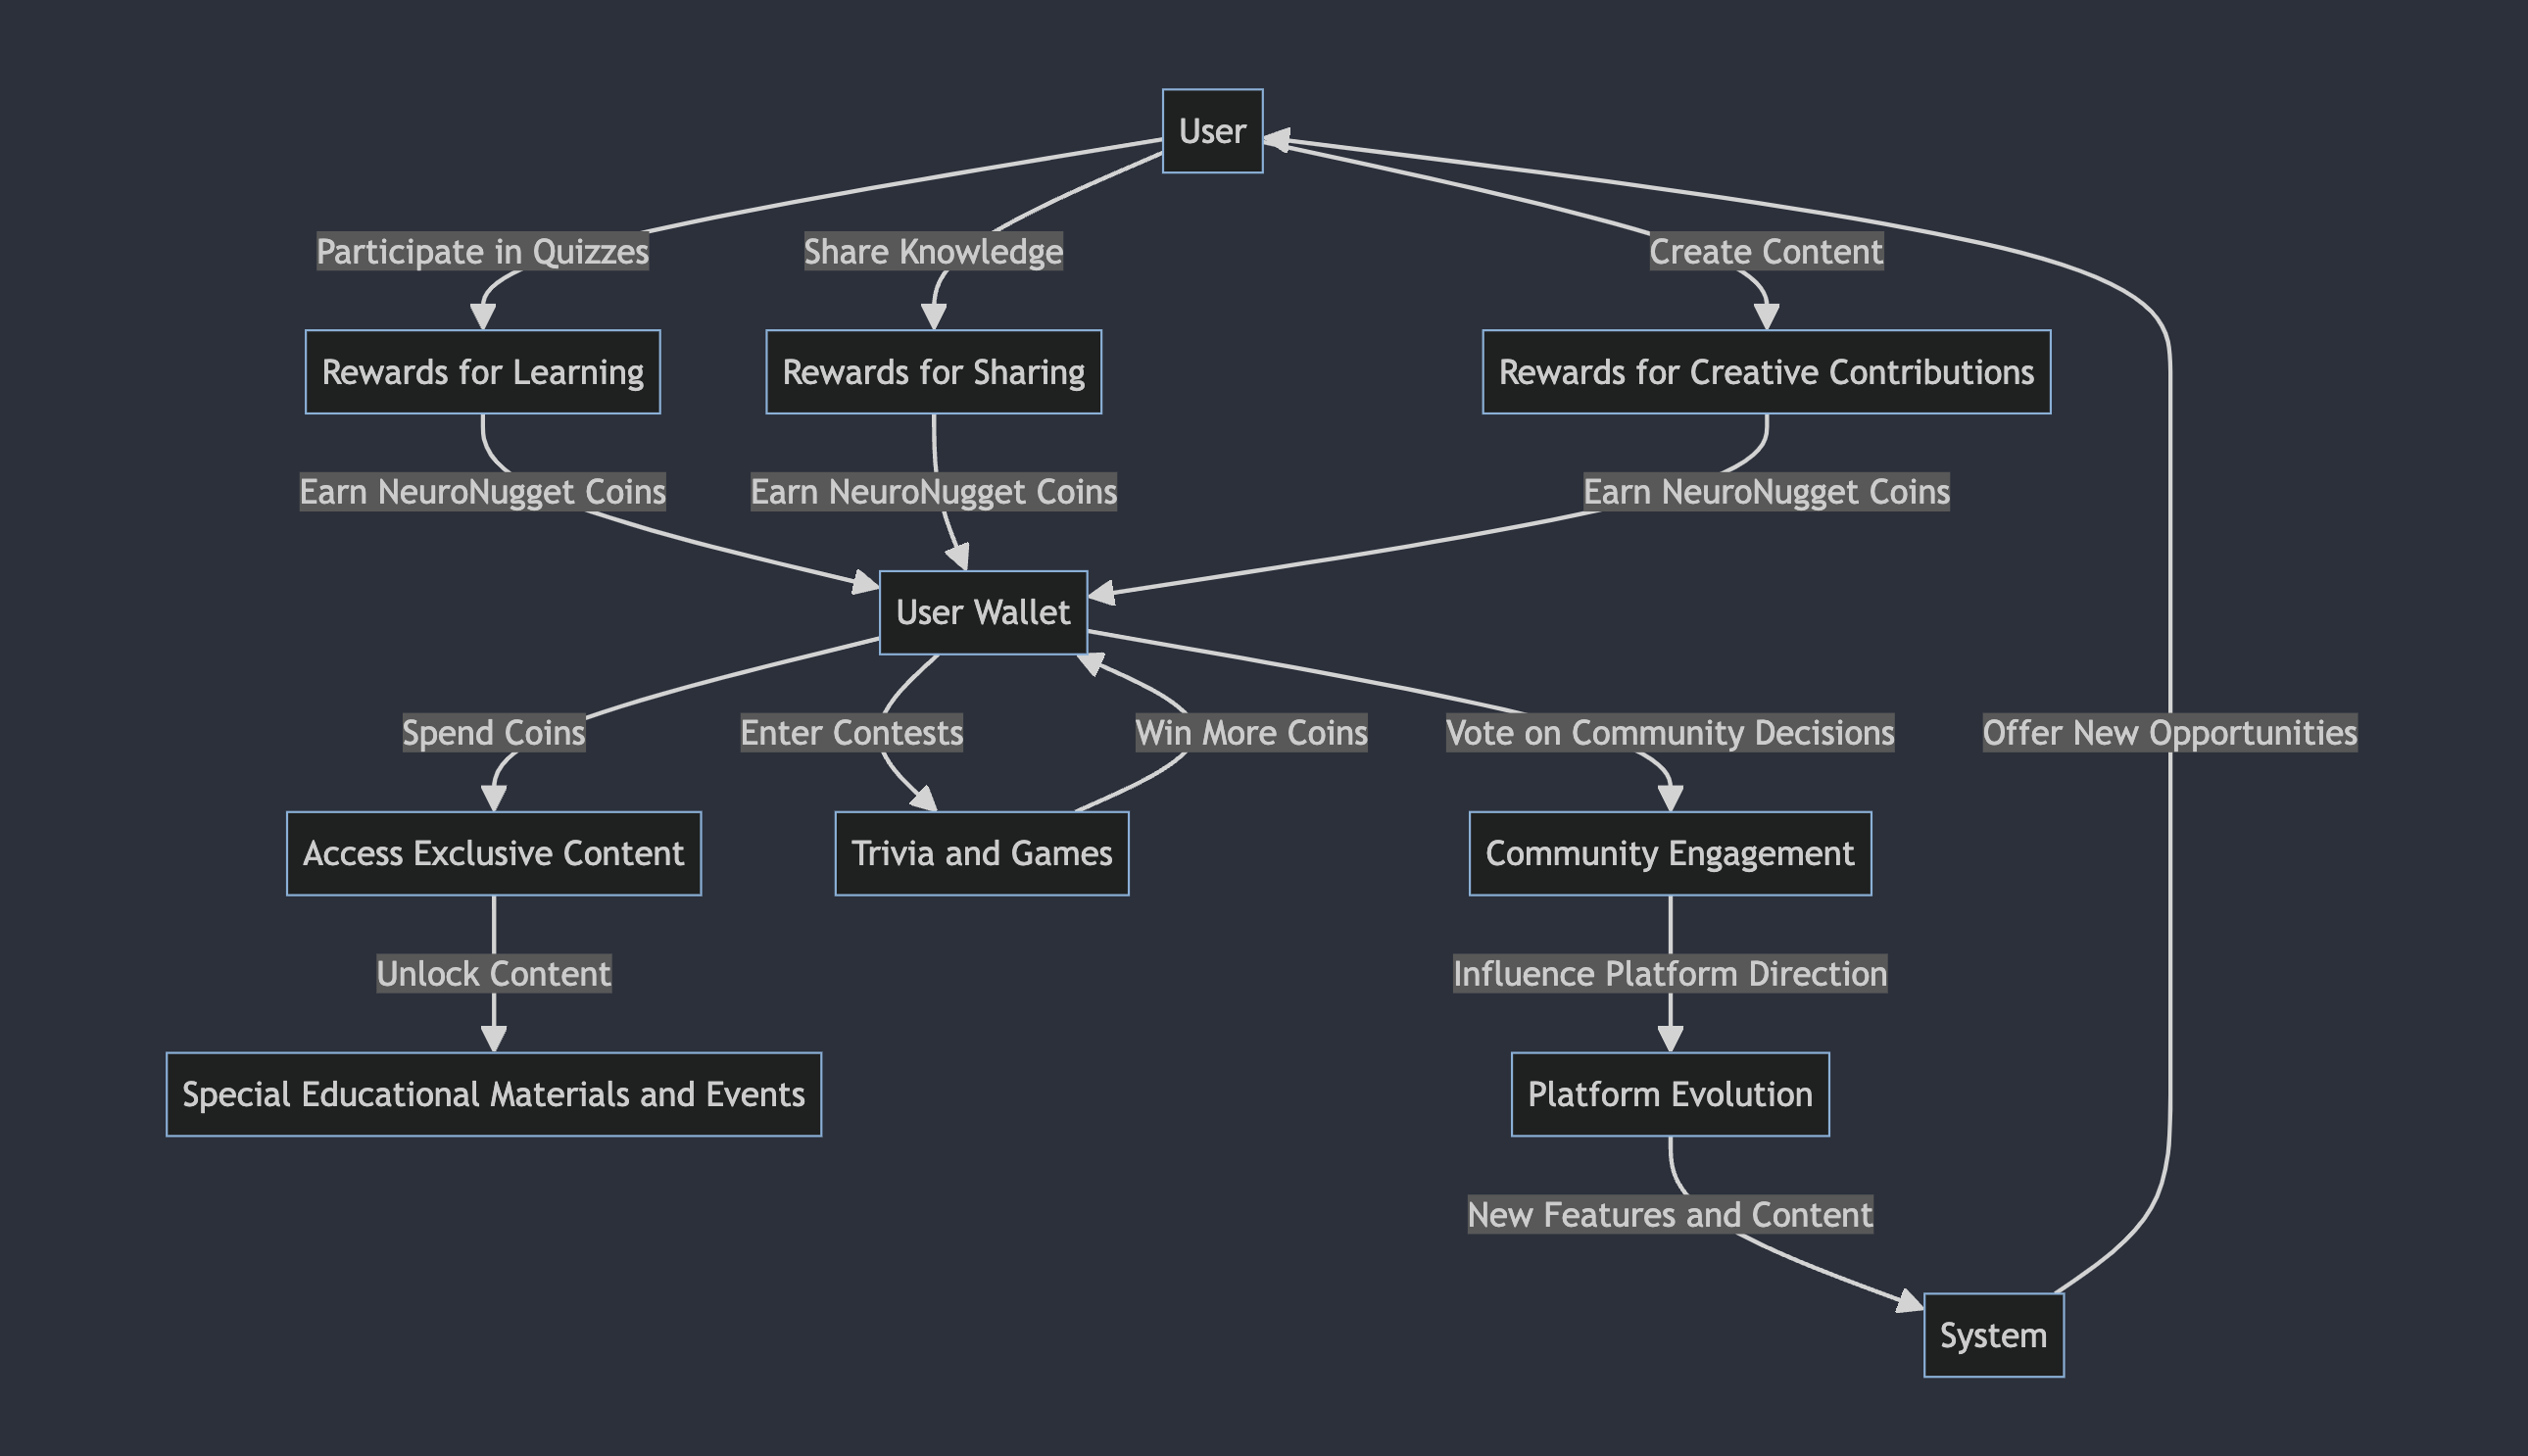 User
Participate in Quizzes
Share Knowledge
Create Content
Rewards for Learning
Rewards for Sharing
Rewards for Creative Contributions
Earn NeuroNugget Coins
Earn NeuroNugget Coins
Earn NeuroNugget Coins
User Wallet
Spend Coins
Enter Contests
Win More Coins
Vote on Community Decisions
Offer New Opportunities
Access Exclusive Content
Trivia and Games
Community Engagement
Unlock Content
Influence Platform Direction
Special Educational Materials and Events
Platform Evolution
New Features and Content
System